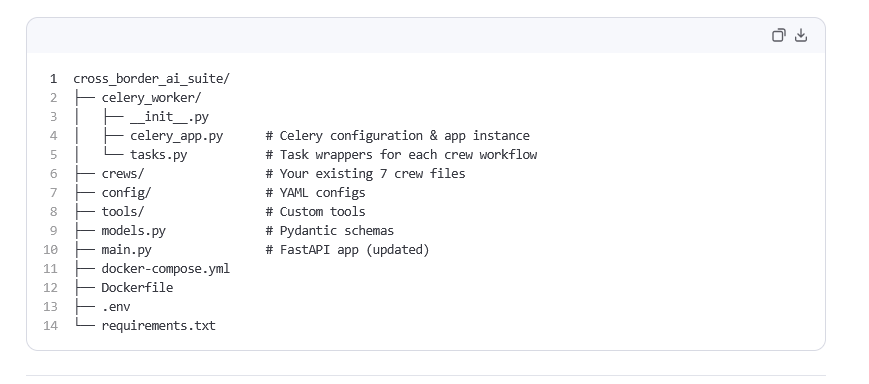 1 cross_border_ai_suite/
2 ├── celery_worker/
3 │   ├── __init__.py
4 │   ├── celery_app.py      # Celery configuration & app instance
5 │   └── tasks.py           # Task wrappers for each crew workflow
6 ├── crews/                 # Your existing 7 crew files
7 ├── config/                # YAML configs
8 ├── tools/                 # Custom tools
9 ├── models.py              # Pydantic schemas
10 ├── main.py                # FastAPI app (updated)
11 ├── docker-compose.yml
12 ├── Dockerfile
13 ├── .env
14 └── requirements.txt